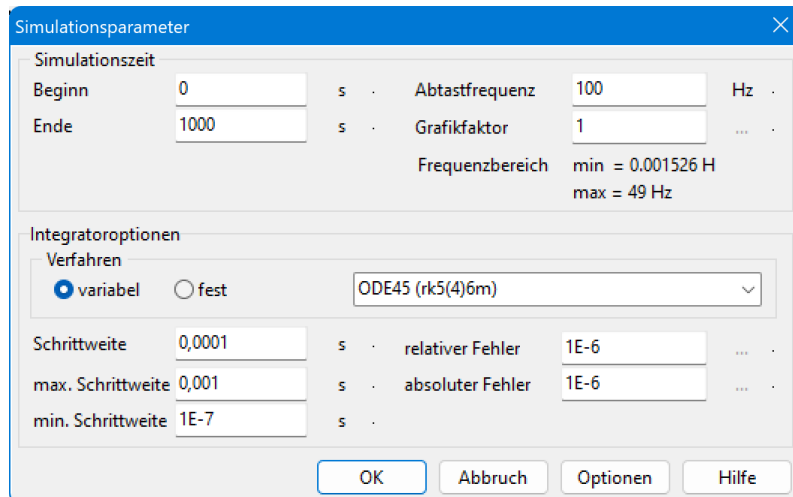 Simulationsparameter
Simulationszeit
Beginn 0 s . Abtastfrequenz 100 Hz .
Ende 1000 s . Grafikfaktor 1 ... .
Frequenzbereich min = 0.001526 H
max = 49 Hz
Integratoroptionen
Verfahren
variabel fest ODE45 (rk5(4)6m)
Schrittweite 0,0001 s . relativer Fehler 1E-6 ... .
max. Schrittweite 0,001 s . absoluter Fehler 1E-6 ... .
min. Schrittweite 1E-7 s .
OK Abbruch Optionen Hilfe